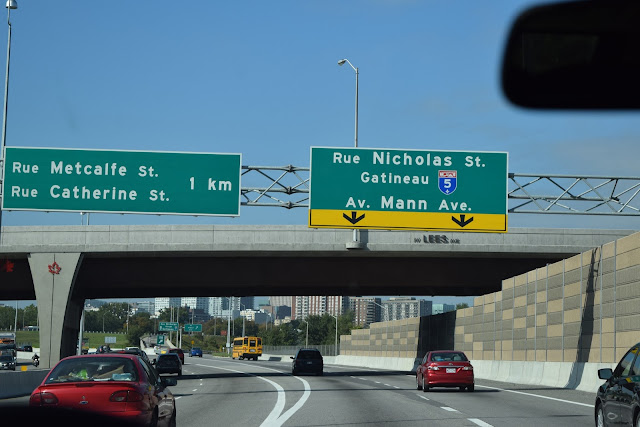 Rue Metcalfe St.
Rue Catherine St.
1 km
Rue Nicholas St.
Gatineau 5
Av. Mann Ave.
LEES